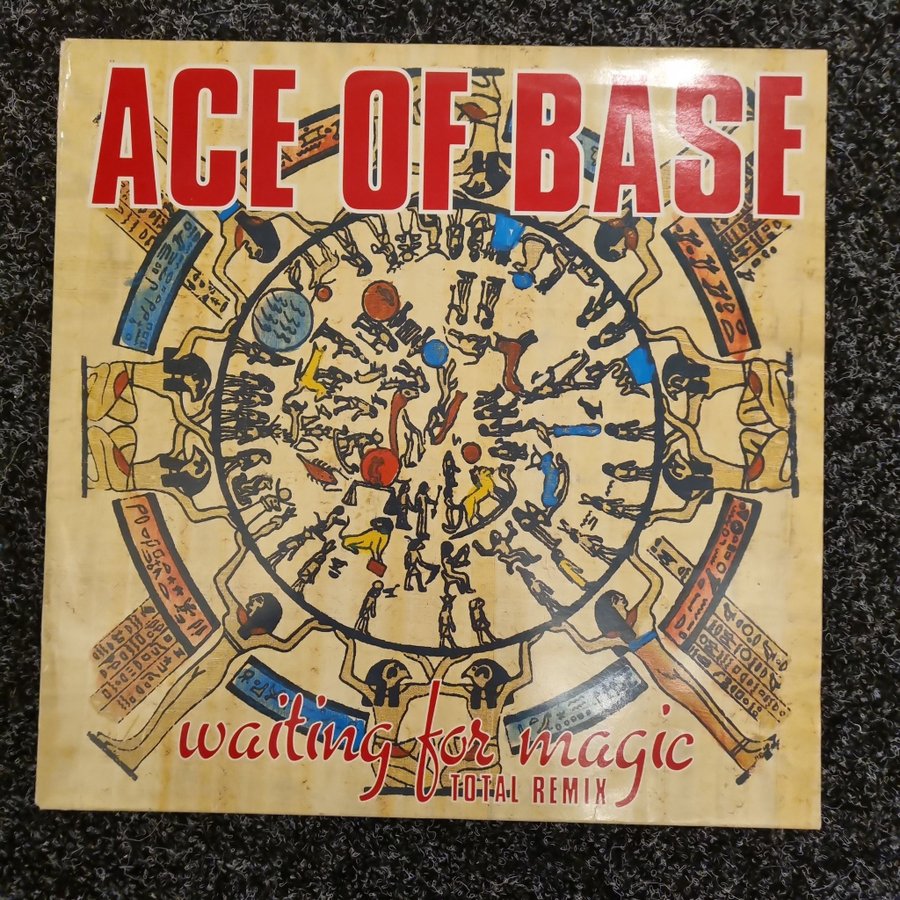 ACE OF BASE
waiting for magic
TOTAL REMIX